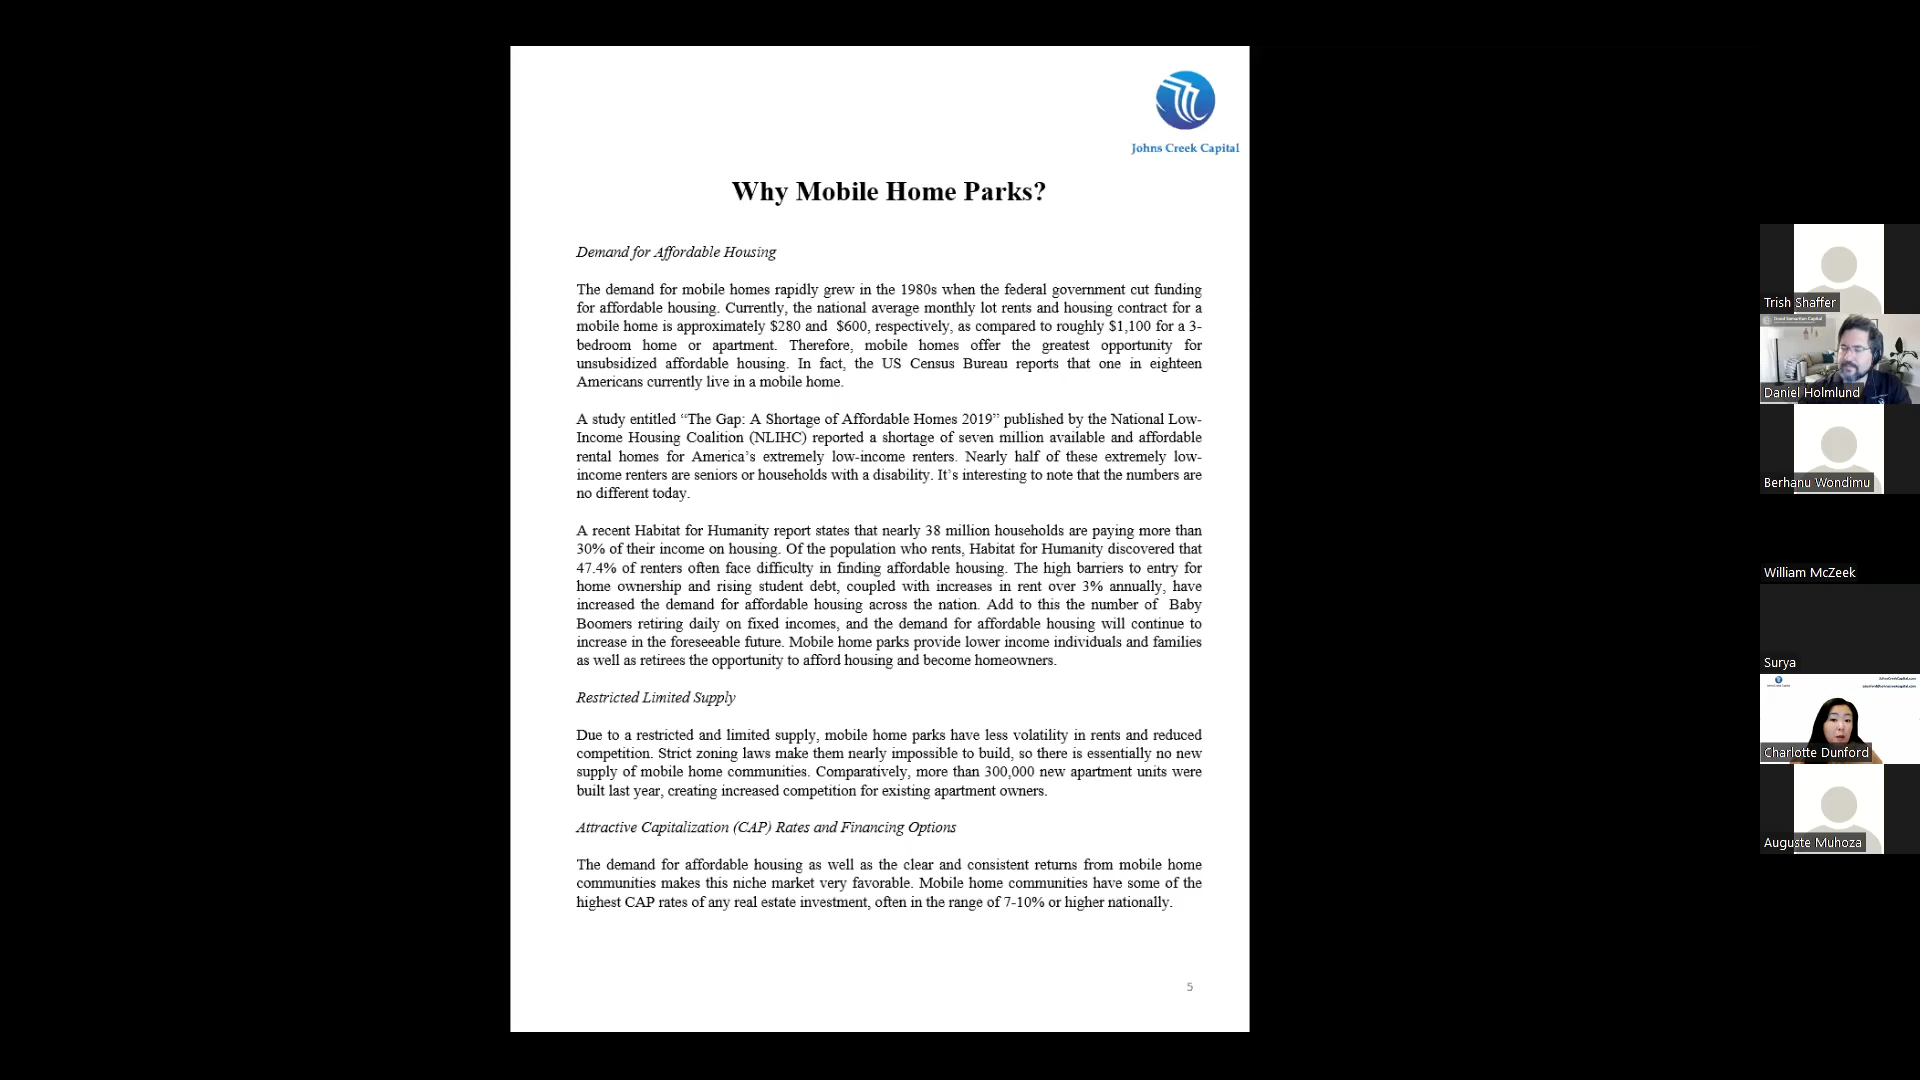 Johns Creek Capital
Why Mobile Home Parks?
Demand for Affordable Housing
The demand for mobile homes rapidly grew in the 1980s when the federal government cut funding
for affordable housing. Currently, the national average monthly lot rents and housing contract for a
mobile home is approximately $280 and $600, respectively, as compared to roughly $1,100 for a 3-
bedroom home or apartment. Therefore, mobile homes offer the greatest opportunity for
unsubsidized affordable housing. In fact, the US Census Bureau reports that one in eighteen
Americans currently live in a mobile home.
A study entitled “The Gap: A Shortage of Affordable Homes 2019” published by the National Low-
Income Housing Coalition (NLIHC) reported a shortage of seven million available and affordable
rental homes for America’s extremely low-income renters. Nearly half of these extremely low-
income renters are seniors or households with a disability. It’s interesting to note that the numbers are
no different today.
A recent Habitat for Humanity report states that nearly 38 million households are paying more than
30% of their income on housing. Of the population who rents, Habitat for Humanity discovered that
47.4% of renters often face difficulty in finding affordable housing. The high barriers to entry for
home ownership and rising student debt, coupled with increases in rent over 3% annually, have
increased the demand for affordable housing across the nation. Add to this the number of Baby
Boomers retiring daily on fixed incomes, and the demand for affordable housing will continue to
increase in the foreseeable future. Mobile home parks provide lower income individuals and families
as well as retirees the opportunity to afford housing and become homeowners.
Restricted Limited Supply
Due to a restricted and limited supply, mobile home parks have less volatility in rents and reduced
competition. Strict zoning laws make them nearly impossible to build, so there is essentially no new
supply of mobile home communities. Comparatively, more than 300,000 new apartment units were
built last year, creating increased competition for existing apartment owners.
Attractive Capitalization (CAP) Rates and Financing Options
The demand for affordable housing as well as the clear and consistent returns from mobile home
communities makes this niche market very favorable. Mobile home communities have some of the
highest CAP rates of any real estate investment, often in the range of 7-10% or higher nationally.
5
Trish Shaffer
Good Samaritan Capital
Daniel Holmlund
Berhanu Wondimu
William McZeek
Surya
Charlotte Dunford
Auguste Muhoza